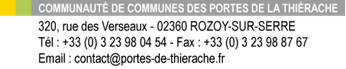 COMMUNAUTÉ DE COMMUNES DES PORTES DE LA THIÉRACHE
320, rue des Verseaux - 02360 ROZOY-SUR-SERRE
Tél : +33 (0) 3 23 98 04 54 - Fax : +33 (0) 3 23 98 87 67
Email : contact@portes-de-thierache.fr